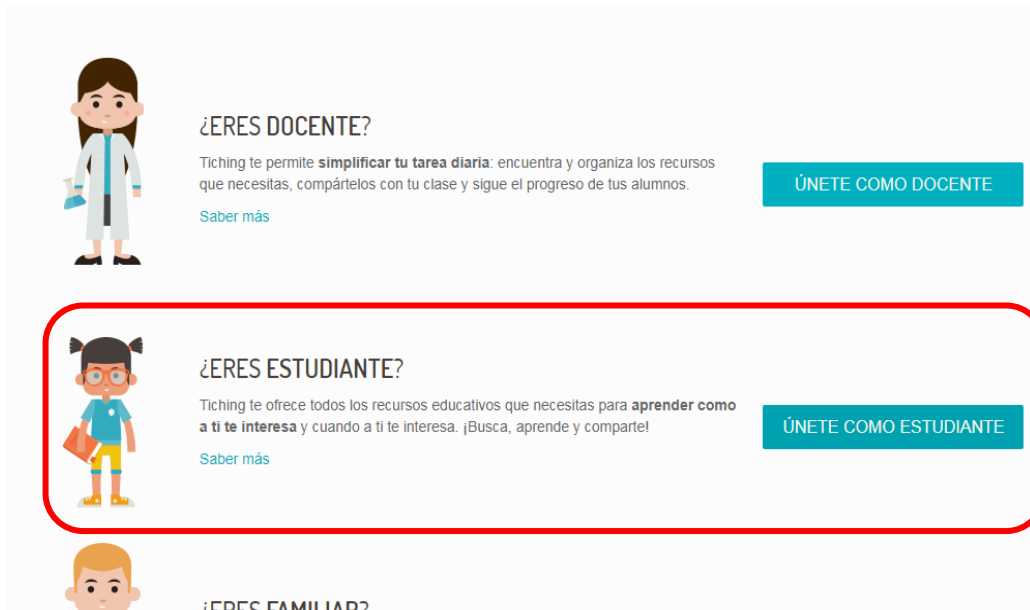 ¿ERES DOCENTE?
Tiching te permite simplificar tu tarea diaria: encuentra y organiza los recursos
que necesitas, compártelos con tu clase y sigue el progreso de tus alumnos.
Saber más
ÚNETE COMO DOCENTE
¿ERES ESTUDIANTE?
Tiching te ofrece todos los recursos educativos que necesitas para aprender como
a ti te interesa y cuando a ti te interesa. ¡Busca, aprende y comparte!
Saber más
ÚNETE COMO ESTUDIANTE
¿ERES FAMILIAR?